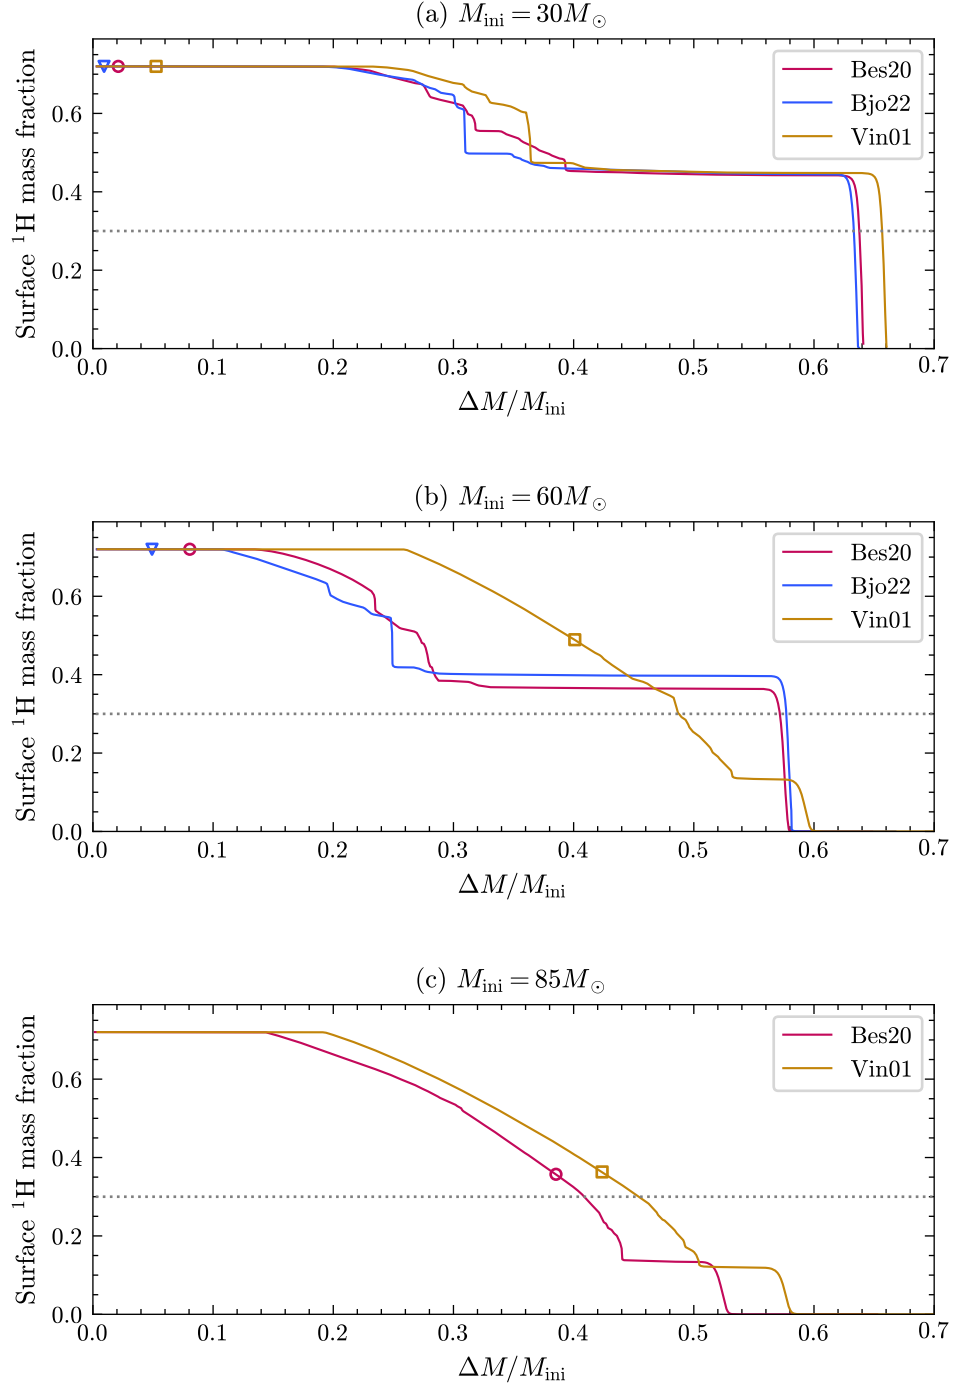 (a) M_ini = 30M_⊙
Surface ¹H mass fraction
0.6
0.4
0.2
0.0
Bes20
Bjo22
Vin01
0.0 0.1 0.2 0.3 0.4 0.5 0.6 0.7
ΔM/M_ini
(b) M_ini = 60M_⊙
Surface ¹H mass fraction
0.6
0.4
0.2
0.0
Bes20
Bjo22
Vin01
0.0 0.1 0.2 0.3 0.4 0.5 0.6 0.7
ΔM/M_ini
(c) M_ini = 85M_⊙
Surface ¹H mass fraction
0.6
0.4
0.2
0.0
Bes20
Vin01
0.0 0.1 0.2 0.3 0.4 0.5 0.6 0.7
ΔM/M_ini